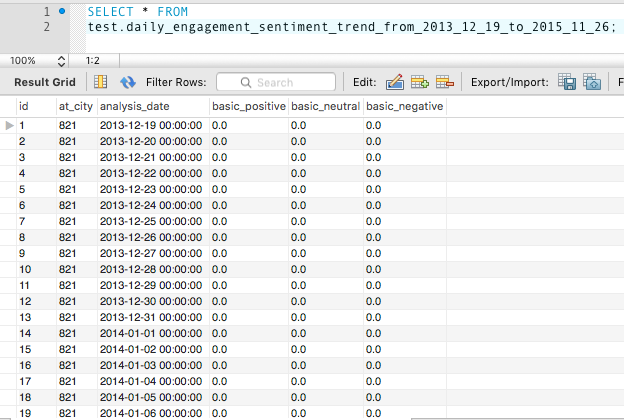 1 SELECT * FROM
2 test.daily_engagement_sentiment_trend_from_2013_12_19_to_2015_11_26;
100% 1:2
Result Grid Filter Rows: Search Edit: Export/Import: F
id at_city analysis_date basic_positive basic_neutral basic_negative
1 821 2013-12-19 00:00:00 0.0 0.0 0.0
2 821 2013-12-20 00:00:00 0.0 0.0 0.0
3 821 2013-12-21 00:00:00 0.0 0.0 0.0
4 821 2013-12-22 00:00:00 0.0 0.0 0.0
5 821 2013-12-23 00:00:00 0.0 0.0 0.0
6 821 2013-12-24 00:00:00 0.0 0.0 0.0
7 821 2013-12-25 00:00:00 0.0 0.0 0.0
8 821 2013-12-26 00:00:00 0.0 0.0 0.0
9 821 2013-12-27 00:00:00 0.0 0.0 0.0
10 821 2013-12-28 00:00:00 0.0 0.0 0.0
11 821 2013-12-29 00:00:00 0.0 0.0 0.0
12 821 2013-12-30 00:00:00 0.0 0.0 0.0
13 821 2013-12-31 00:00:00 0.0 0.0 0.0
14 821 2014-01-01 00:00:00 0.0 0.0 0.0
15 821 2014-01-02 00:00:00 0.0 0.0 0.0
16 821 2014-01-03 00:00:00 0.0 0.0 0.0
17 821 2014-01-04 00:00:00 0.0 0.0 0.0
18 821 2014-01-05 00:00:00 0.0 0.0 0.0
19 821 2014-01-06 00:00:00 0.0 0.0 0.0